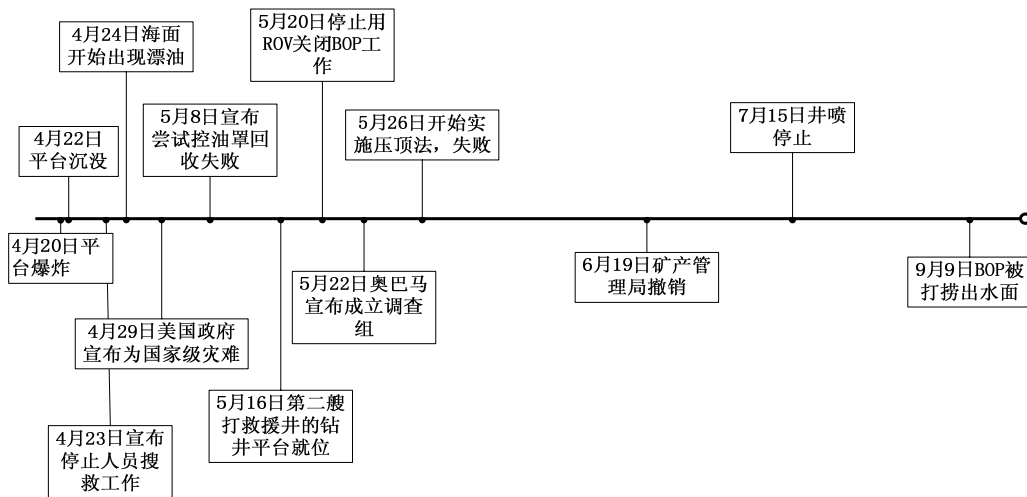 4月24日海面
开始出现漂油
5月20日停止用
ROV关闭BOP工
作
4月22日
平台沉没
5月8日宣布
尝试控油罩回
收失败
5月26日开始实
施压顶法，失败
7月15日井喷
停止
4月20日平
台爆炸
4月29日美国政府
宣布为国家级灾难
4月23日宣布
停止人员搜
救工作
5月16日第二艘
打救援井的钻
井平台就位
5月22日奥巴马
宣布成立调查
组
6月19日矿产管
理局撤销
9月9日BOP被
打捞出水面